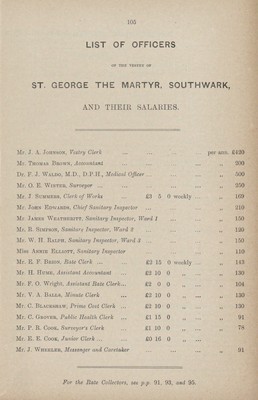 105
LIST OF OFFICERS
OF THE VESTRY OF
ST. GEORGE THE MARTYR, SOUTHWARK,
AND THEIR SALARIES.
Mr. J. A. Johnson, Vestry Clerk ... per ann. £420
Mr. Thomas Brown, Accountant ... 200
Dr. F. J. Waldo, M.D., D.P.H., Medical Officer ... 500
Mr. O. E. Winter, Surveyor ... 350
Mr. J. Summers, Clerk of Works ... £3 5 0 weekly ... 169
Mr. John Edwards, Chief Sanitary Inspector ... 210
Mr. James Weatheritt, Sanitary Inspector, Ward 1 ... 150
Mr. R. Simpson, Sanitary Inspector, Ward 2 ... 120
Mr. W. H. Ralph, Sanitary Inspector, Ward 3 ... 150
Miss Annie Elliott, Sanitary Inspector ... 110
Mr. E. F. Reed, Rate Clerk ... £2 15 0 weekly ... 143
Mr. H. Hume, Assistant Accountant ... £2 10 0 „ ... 130
Mr. F. O. Wright, Assistant Rate Clerk ... £2 0 0 „ ... 104
Mr. V. A. Balls, Minute Clerk ... £2 10 0 „ ... 130
Mr. C. Blackshaw, Prime Cost Clerk ... £2 10 0 „ ... 130
Mr. C. Grover, Public Health Clerk ... £1 15 0 „ ... 91
Mr. P. R. Cook, Surveyor's Clerk ... £1 10 0 „ ... 78
Mr. E. E. Cook, Junior Clerk ... £0 16 0 „ ...
Mr. J. Wheeler, Messenger and Caretaker ... 91
For the Rate Collectors, see p.p. 91, 93, and 95.